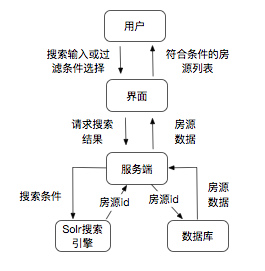 用户
搜索输入或过
滤条件选择
符合条件的房
源列表
界面
请求搜索
结果
房源
数据
服务端
搜索条件
房源id
房源id
房源
数据
Solr搜索
引擎
数据库